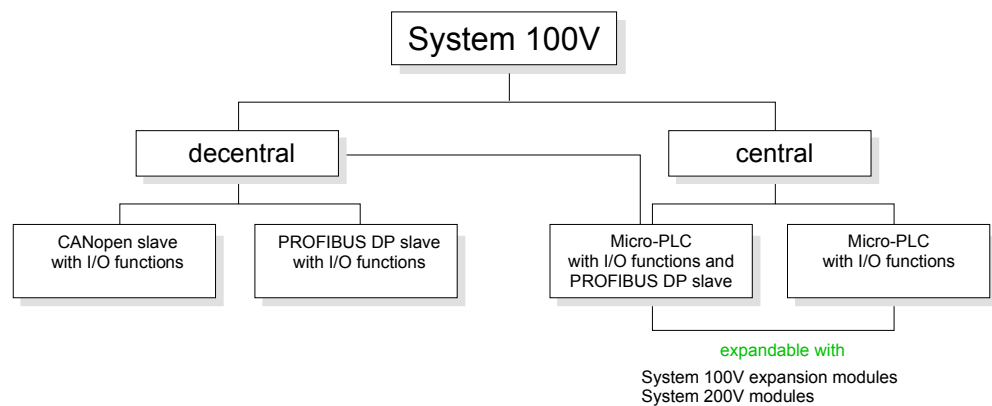 System 100V
decentral
central
CANopen slave
with I/O functions
PROFIBUS DP slave
with I/O functions
Micro-PLC
with I/O functions and
PROFIBUS DP slave
Micro-PLC
with I/O functions
expandable with
System 100V expansion modules
System 200V modules